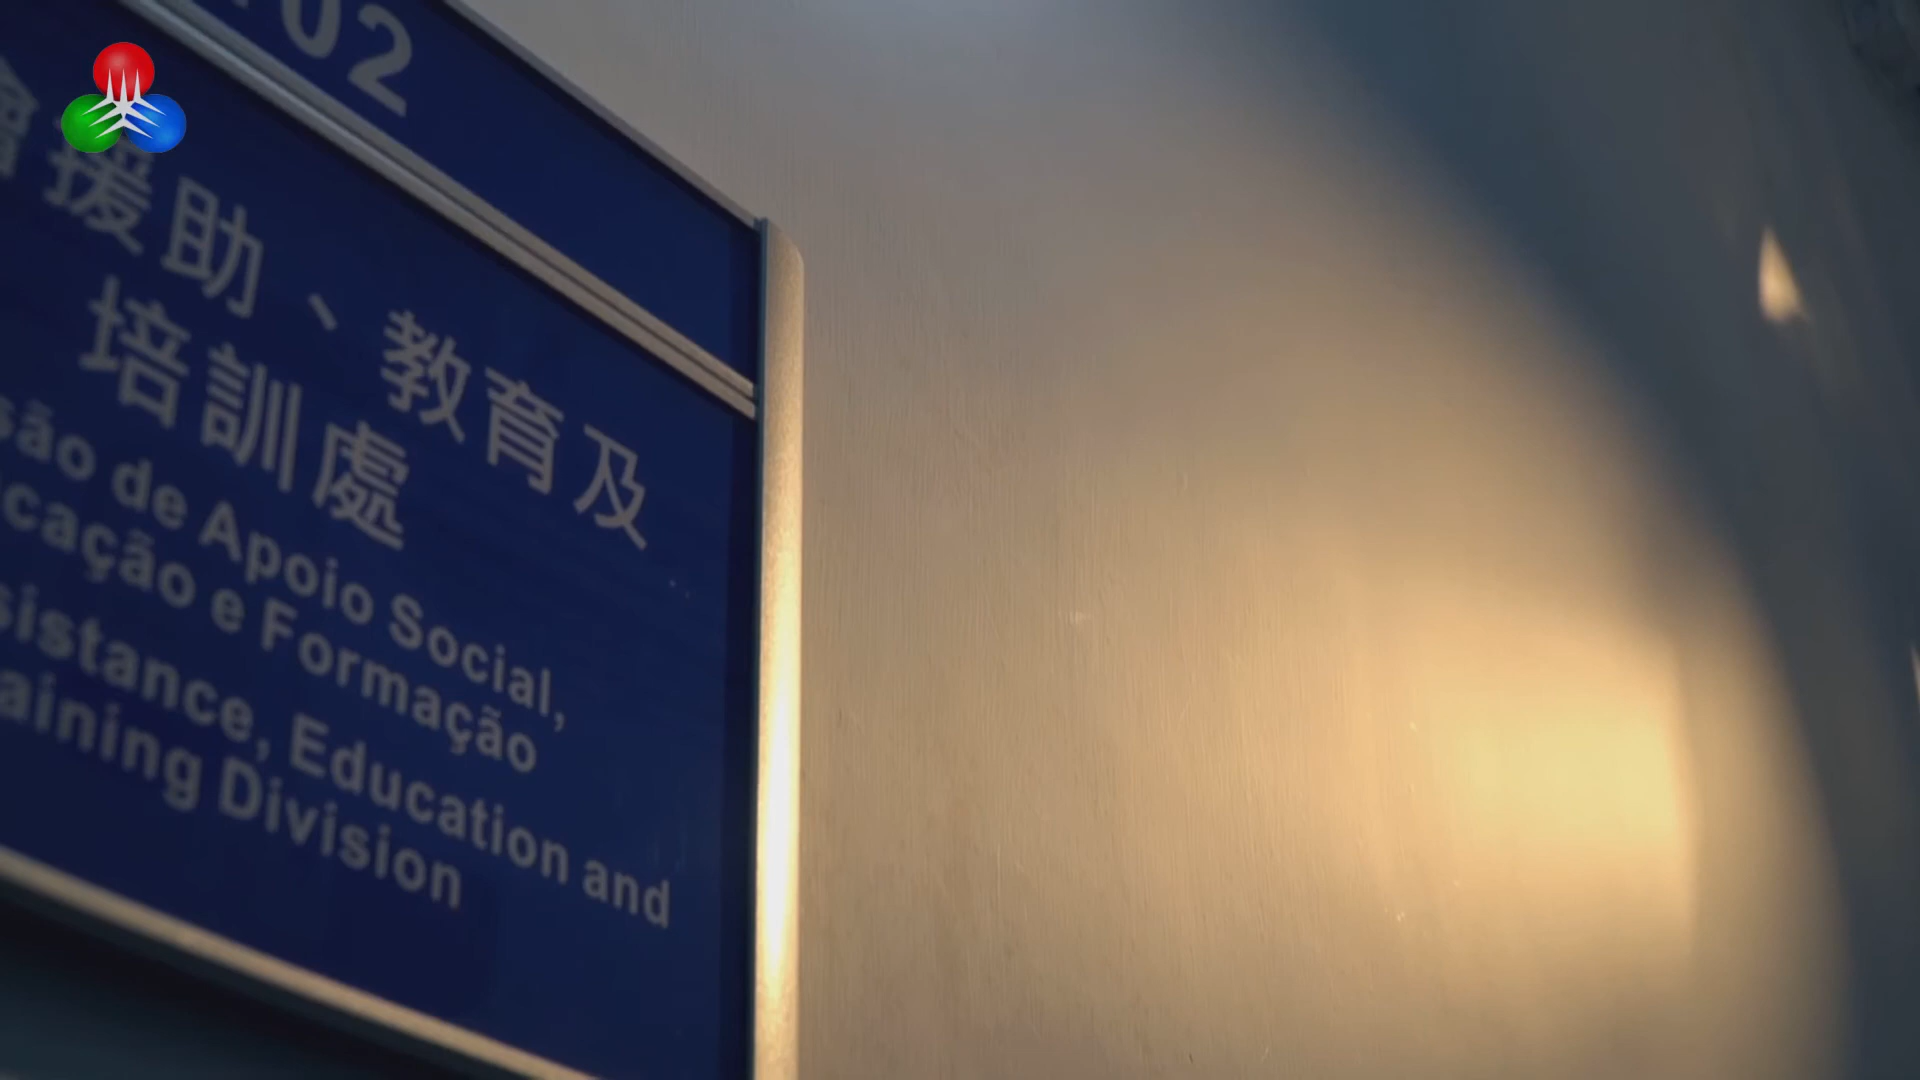 02
援助、教育及
培訓處
são de Apoio Social,
cação e Formação
sistance, Education and
aining Division